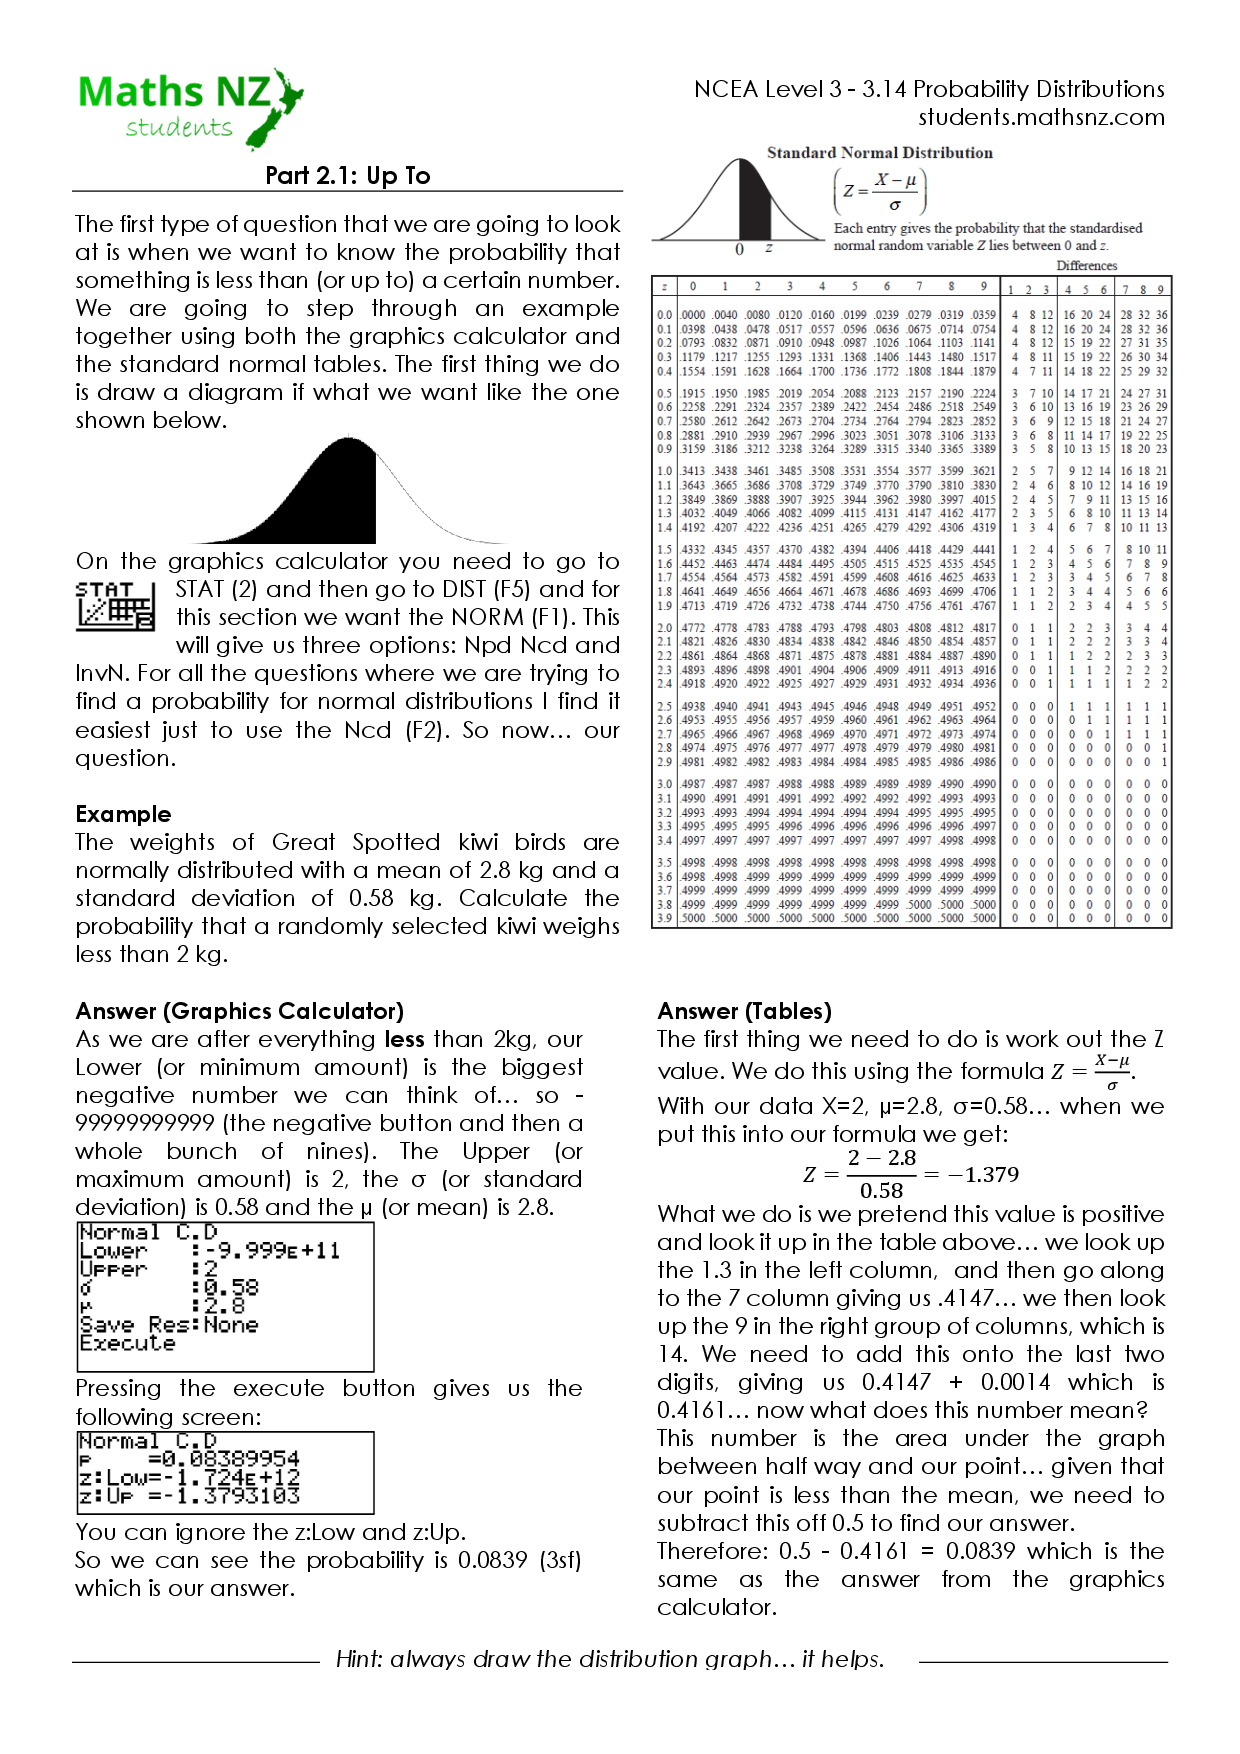 Maths NZ
students
NCEA Level 3 - 3.14 Probability Distributions
students.mathsnz.com
Part 2.1: Up To
The first type of question that we are going to look
at is when we want to know the probability that
something is less than (or up to) a certain number.
We are going to step through an example
together using both the graphics calculator and
the standard normal tables. The first thing we do
is draw a diagram if what we want like the one
shown below.
On the graphics calculator you need to go to
STAT
STAT (2) and then go to DIST (F5) and for
this section we want the NORM (F1). This
will give us three options: Npd Ncd and
InvN. For all the questions where we are trying to
find a probability for normal distributions I find it
easiest just to use the Ncd (F2). So now… our
question.
Example
The weights of Great Spotted kiwi birds are
normally distributed with a mean of 2.8 kg and a
standard deviation of 0.58 kg. Calculate the
probability that a randomly selected kiwi weighs
less than 2 kg.
Standard Normal Distribution
(Z = (X − μ)/σ)
Each entry gives the probability that the standardised
normal random variable Z lies between 0 and z.
0 z
Differences
z 0 1 2 3 4 5 6 7 8 9 1 2 3 4 5 6 7 8 9
0.0 .0000 .0040 .0080 .0120 .0160 .0199 .0239 .0279 .0319 .0359 4 8 12 16 20 24 28 32 36
0.1 .0398 .0438 .0478 .0517 .0557 .0596 .0636 .0675 .0714 .0754 4 8 12 16 20 24 28 32 36
0.2 .0793 .0832 .0871 .0910 .0948 .0987 .1026 .1064 .1103 .1141 4 8 12 15 19 22 27 31 35
0.3 .1179 .1217 .1255 .1293 .1331 .1368 .1406 .1443 .1480 .1517 4 8 11 15 19 22 26 30 34
0.4 .1554 .1591 .1628 .1664 .1700 .1736 .1772 .1808 .1844 .1879 4 7 11 14 18 22 25 29 32
0.5 .1915 .1950 .1985 .2019 .2054 .2088 .2123 .2157 .2190 .2224 3 7 10 14 17 21 24 27 31
0.6 .2258 .2291 .2324 .2357 .2389 .2422 .2454 .2486 .2518 .2549 3 6 10 13 16 19 23 26 29
0.7 .2580 .2612 .2642 .2673 .2704 .2734 .2764 .2794 .2823 .2852 3 6 9 12 15 18 21 24 27
0.8 .2881 .2910 .2939 .2967 .2996 .3023 .3051 .3078 .3106 .3133 3 6 8 11 14 17 19 22 25
0.9 .3159 .3186 .3212 .3238 .3264 .3289 .3315 .3340 .3365 .3389 3 5 8 10 13 15 18 20 23
1.0 .3413 .3438 .3461 .3485 .3508 .3531 .3554 .3577 .3599 .3621 2 5 7 9 12 14 16 18 21
1.1 .3643 .3665 .3686 .3708 .3729 .3749 .3770 .3790 .3810 .3830 2 4 6 8 10 12 14 16 19
1.2 .3849 .3869 .3888 .3907 .3925 .3944 .3962 .3980 .3997 .4015 2 4 5 7 9 11 13 15 16
1.3 .4032 .4049 .4066 .4082 .4099 .4115 .4131 .4147 .4162 .4177 2 3 5 6 8 10 11 13 14
1.4 .4192 .4207 .4222 .4236 .4251 .4265 .4279 .4292 .4306 .4319 1 3 4 6 7 8 10 11 13
1.5 .4332 .4345 .4357 .4370 .4382 .4394 .4406 .4418 .4429 .4441 1 2 4 5 6 7 8 10 11
1.6 .4452 .4463 .4474 .4484 .4495 .4505 .4515 .4525 .4535 .4545 1 2 3 4 5 6 7 8 9
1.7 .4554 .4564 .4573 .4582 .4591 .4599 .4608 .4616 .4625 .4633 1 2 3 3 4 5 6 7 8
1.8 .4641 .4649 .4656 .4664 .4671 .4678 .4686 .4693 .4699 .4706 1 1 2 3 4 4 5 6 6
1.9 .4713 .4719 .4726 .4732 .4738 .4744 .4750 .4756 .4761 .4767 1 1 2 2 3 4 4 5 5
2.0 .4772 .4778 .4783 .4788 .4793 .4798 .4803 .4808 .4812 .4817 0 1 1 2 2 3 3 4 4
2.1 .4821 .4826 .4830 .4834 .4838 .4842 .4846 .4850 .4854 .4857 0 1 1 2 2 2 3 3 4
2.2 .4861 .4864 .4868 .4871 .4875 .4878 .4881 .4884 .4887 .4890 0 1 1 1 2 2 2 3 3
2.3 .4893 .4896 .4898 .4901 .4904 .4906 .4909 .4911 .4913 .4916 0 0 1 1 1 2 2 2 2
2.4 .4918 .4920 .4922 .4925 .4927 .4929 .4931 .4932 .4934 .4936 0 0 1 1 1 1 1 2 2
2.5 .4938 .4940 .4941 .4943 .4945 .4946 .4948 .4949 .4951 .4952 0 0 0 1 1 1 1 1 1
2.6 .4953 .4955 .4956 .4957 .4959 .4960 .4961 .4962 .4963 .4964 0 0 0 0 1 1 1 1 1
2.7 .4965 .4966 .4967 .4968 .4969 .4970 .4971 .4972 .4973 .4974 0 0 0 0 0 1 1 1 1
2.8 .4974 .4975 .4976 .4977 .4977 .4978 .4979 .4979 .4980 .4981 0 0 0 0 0 0 0 0 1
2.9 .4981 .4982 .4982 .4983 .4984 .4984 .4985 .4985 .4986 .4986 0 0 0 0 0 0 0 0 1
3.0 .4987 .4987 .4987 .4988 .4988 .4989 .4989 .4989 .4990 .4990 0 0 0 0 0 0 0 0 0
3.1 .4990 .4991 .4991 .4991 .4992 .4992 .4992 .4992 .4993 .4993 0 0 0 0 0 0 0 0 0
3.2 .4993 .4993 .4994 .4994 .4994 .4994 .4994 .4995 .4995 .4995 0 0 0 0 0 0 0 0 0
3.3 .4995 .4995 .4995 .4996 .4996 .4996 .4996 .4996 .4996 .4997 0 0 0 0 0 0 0 0 0
3.4 .4997 .4997 .4997 .4997 .4997 .4997 .4997 .4997 .4998 .4998 0 0 0 0 0 0 0 0 0
3.5 .4998 .4998 .4998 .4998 .4998 .4998 .4998 .4998 .4998 .4998 0 0 0 0 0 0 0 0 0
3.6 .4998 .4998 .4999 .4999 .4999 .4999 .4999 .4999 .4999 .4999 0 0 0 0 0 0 0 0 0
3.7 .4999 .4999 .4999 .4999 .4999 .4999 .4999 .4999 .4999 .4999 0 0 0 0 0 0 0 0 0
3.8 .4999 .4999 .4999 .4999 .4999 .4999 .4999 .5000 .5000 .5000 0 0 0 0 0 0 0 0 0
3.9 .5000 .5000 .5000 .5000 .5000 .5000 .5000 .5000 .5000 .5000 0 0 0 0 0 0 0 0 0
Answer (Graphics Calculator)
As we are after everything less than 2kg, our
Lower (or minimum amount) is the biggest
negative number we can think of… so -
99999999999 (the negative button and then a
whole bunch of nines). The Upper (or
maximum amount) is 2, the σ (or standard
deviation) is 0.58 and the μ (or mean) is 2.8.
Normal C.D
Lower :-9.999E+11
Upper :2
σ :0.58
μ :2.8
Save Res:None
Execute
Pressing the execute button gives us the
following screen:
Normal C.D
p =0.08389954
z:Low=-1.724E+12
z:Up =-1.3793103
You can ignore the z:Low and z:Up.
So we can see the probability is 0.0839 (3sf)
which is our answer.
Answer (Tables)
The first thing we need to do is work out the Z
value. We do this using the formula Z = (X−μ)/σ.
With our data X=2, μ=2.8, σ=0.58… when we
put this into our formula we get:
Z = (2 − 2.8)/0.58 = −1.379
What we do is we pretend this value is positive
and look it up in the table above… we look up
the 1.3 in the left column, and then go along
to the 7 column giving us .4147… we then look
up the 9 in the right group of columns, which is
14. We need to add this onto the last two
digits, giving us 0.4147 + 0.0014 which is
0.4161… now what does this number mean?
This number is the area under the graph
between half way and our point… given that
our point is less than the mean, we need to
subtract this off 0.5 to find our answer.
Therefore: 0.5 - 0.4161 = 0.0839 which is the
same as the answer from the graphics
calculator.
Hint: always draw the distribution graph… it helps.